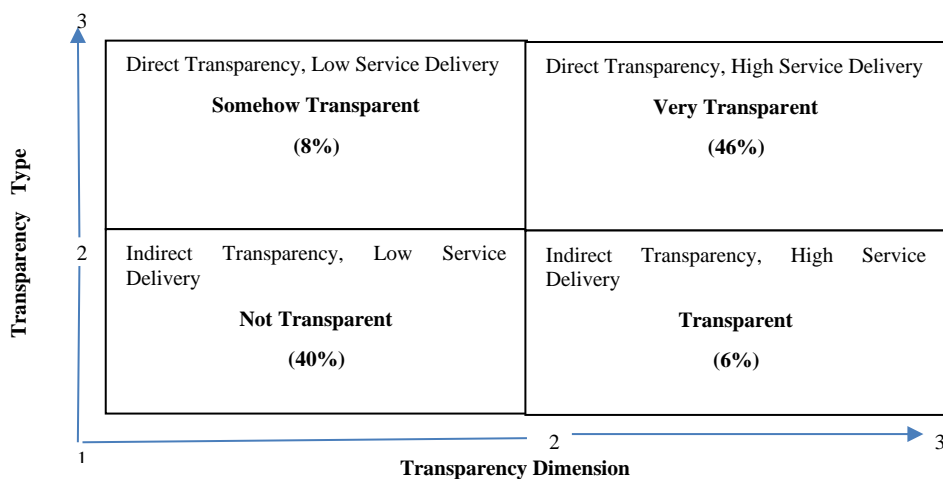 3
Direct Transparency, Low Service Delivery
Somehow Transparent
(8%)
Direct Transparency, High Service Delivery
Very Transparent
(46%)
Transparency Type
2
Indirect Transparency, Low Service
Delivery
Not Transparent
(40%)
Indirect Transparency, High Service
Delivery
Transparent
(6%)
1
2
3
Transparency Dimension